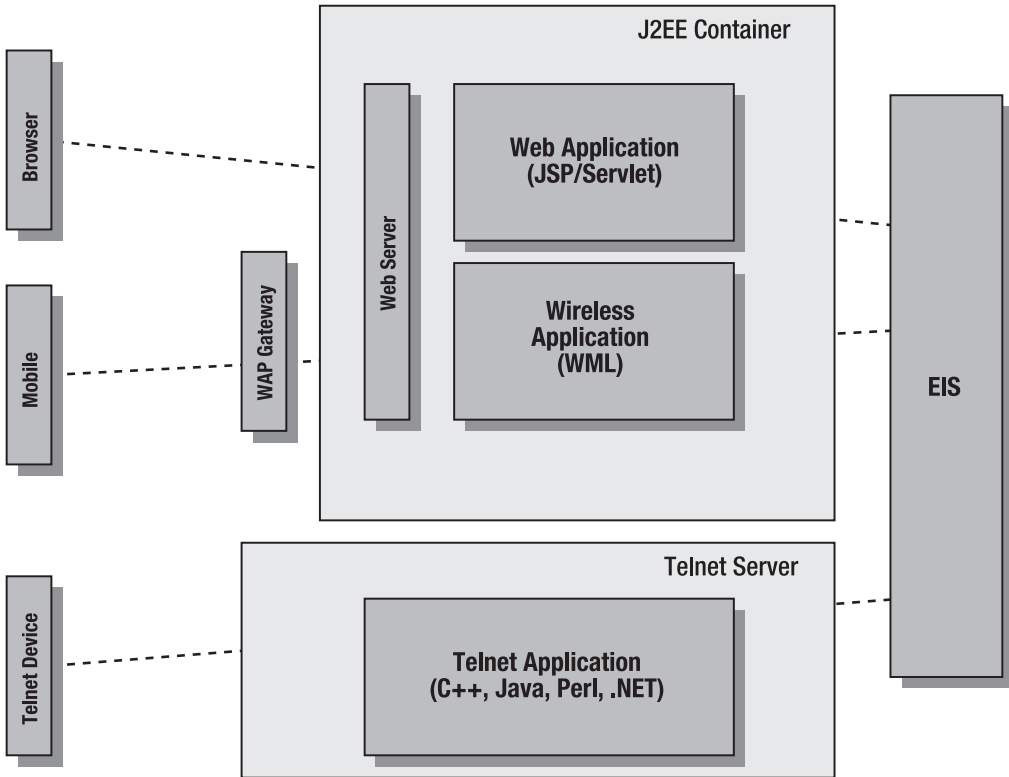 J2EE Container
Browser
Web Server
Web Application
(JSP/Servlet)
Mobile
WAP Gateway
Wireless
Application
(WML)
EIS
Telnet Server
Telnet Device
Telnet Application
(C++, Java, Perl, .NET)